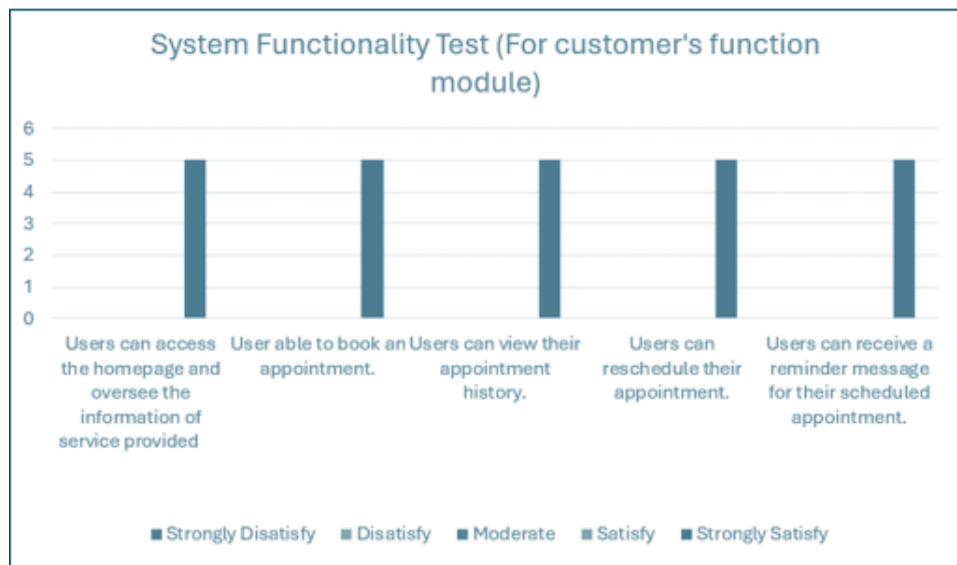 System Functionality Test (For customer's function
module)
6
5
4
3
2
1
0
Users can access
the homepage and
oversee the
information of
service provided
User able to book an
appointment.
Users can view their
appointment
history.
Users can
reschedule their
appointment.
Users can receive a
reminder message
for their scheduled
appointment.
Strongly Disatisfy
Disatisfy
Moderate
Satisfy
Strongly Satisfy